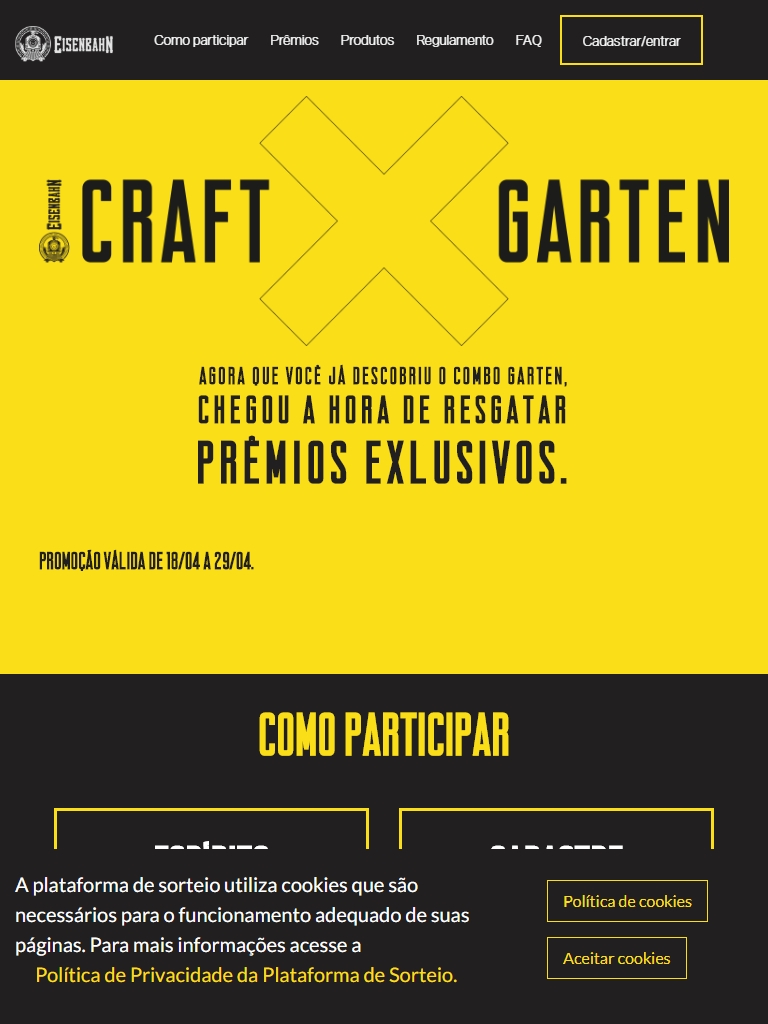 EISENBAHN
Como participar
Prêmios
Produtos
Regulamento
FAQ
Cadastrar/entrar
EISENBAHN
CRAFT
GARTEN
AGORA QUE VOCÊ JÁ DESCOBRIU O COMBO GARTEN,
CHEGOU A HORA DE RESGATAR
PRÊMIOS EXLUSIVOS.
PROMOÇÃO VÁLIDA DE 18/04 A 29/04.
COMO PARTICIPAR
A plataforma de sorteio utiliza cookies que são
necessários para o funcionamento adequado de suas
páginas. Para mais informações acesse a
Política de Privacidade da Plataforma de Sorteio.
Política de cookies
Aceitar cookies